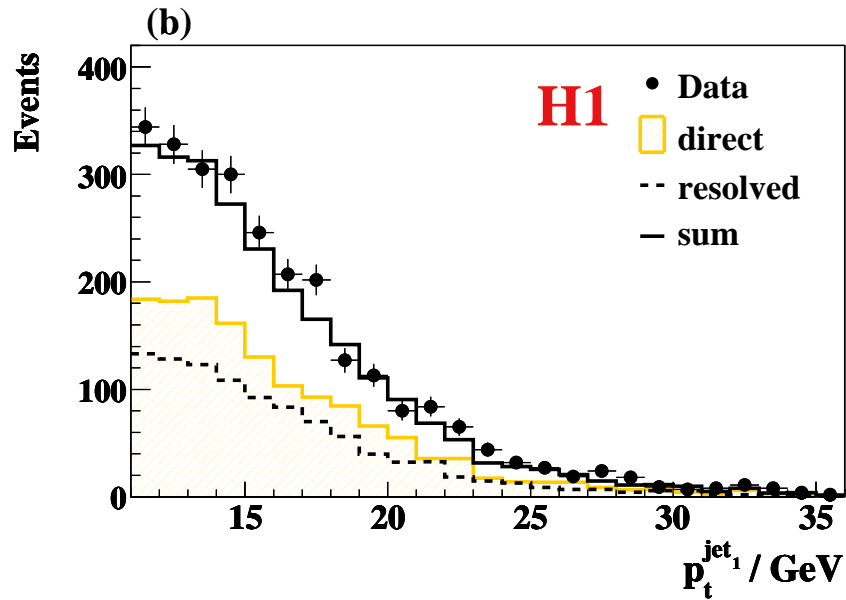 (b)
Events
400
300
200
100
0
H1
Data
direct
resolved
sum
15
20
25
30
35
p_t^{jet_1} / GeV